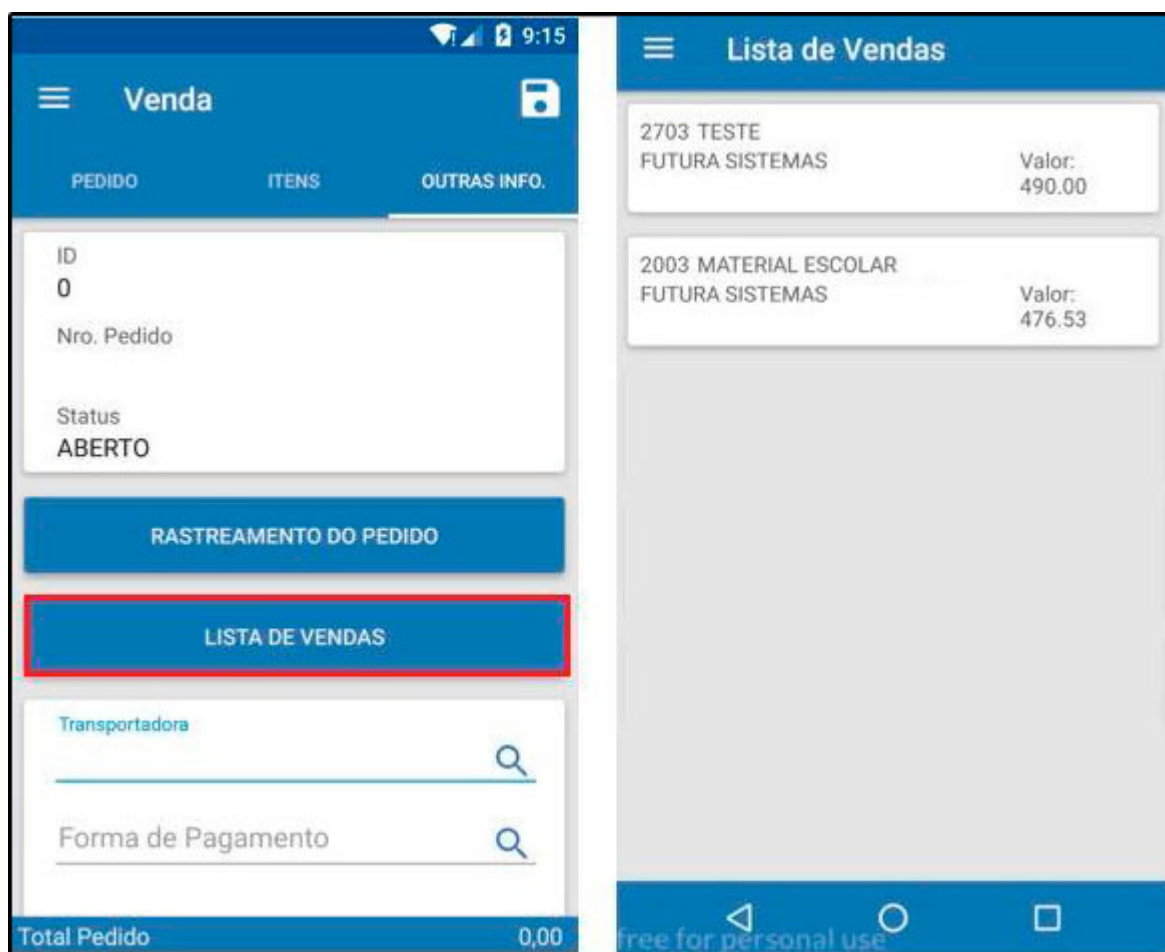 9:15
Venda
PEDIDO ITENS OUTRAS INFO.
ID
0
Nro. Pedido
Status
ABERTO
RASTREAMENTO DO PEDIDO
LISTA DE VENDAS
Transportadora
Forma de Pagamento
Total Pedido 0,00
Lista de Vendas
2703 TESTE
FUTURA SISTEMAS Valor:
490.00
2003 MATERIAL ESCOLAR
FUTURA SISTEMAS Valor:
476.53
free for personal use